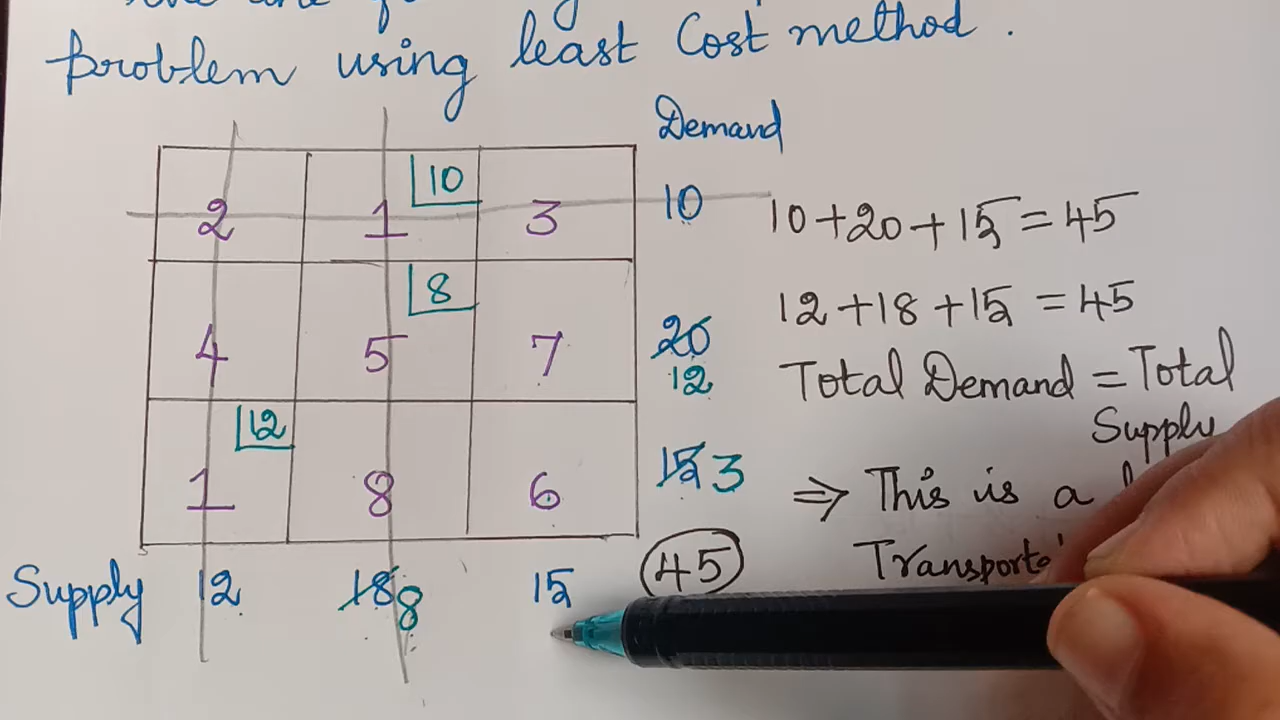 problem using least Cost method.
Demand
2 1 10 3 10
10+20+15=45
8
12+18+15=45
4 5 7 20
12
Total Demand = Total
Supply
12
1 8 6 15 3
⇒ This is a
Supply 12 18 8 15 45